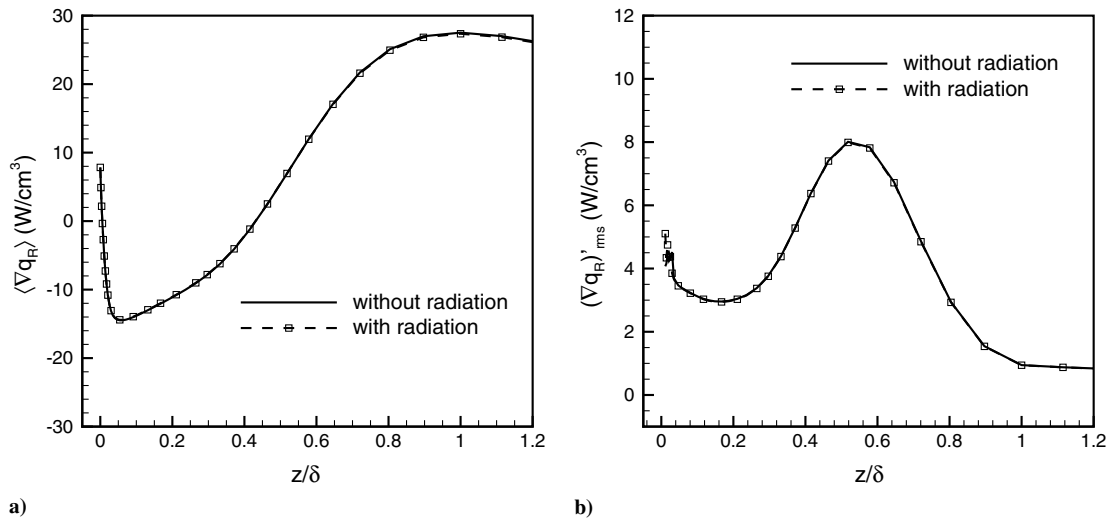 30
20
10
0
-10
-20
-30
⟨∇q_R⟩ (W/cm³)
without radiation
with radiation
0 0.2 0.4 0.6 0.8 1 1.2
z/δ
a)
12
10
8
6
4
2
0
(∇q_R)'_rms (W/cm³)
without radiation
with radiation
0 0.2 0.4 0.6 0.8 1 1.2
z/δ
b)